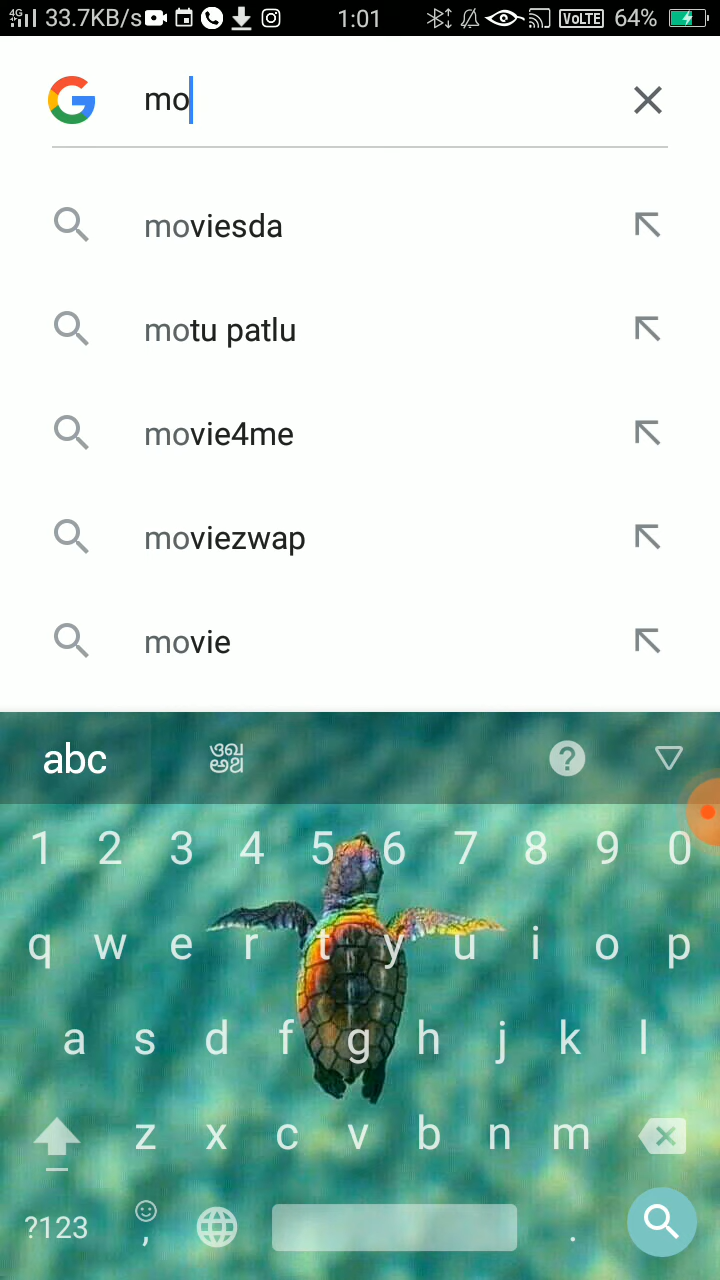 4G 33.7KB/s 1:01 VoLTE 64%
mo
moviesda
motu patlu
movie4me
moviezwap
movie
abc ?
1 2 3 4 5 6 7 8 9 0
q w e r t y u i o p
a s d f g h j k l
z x c v b n m
?123 , .